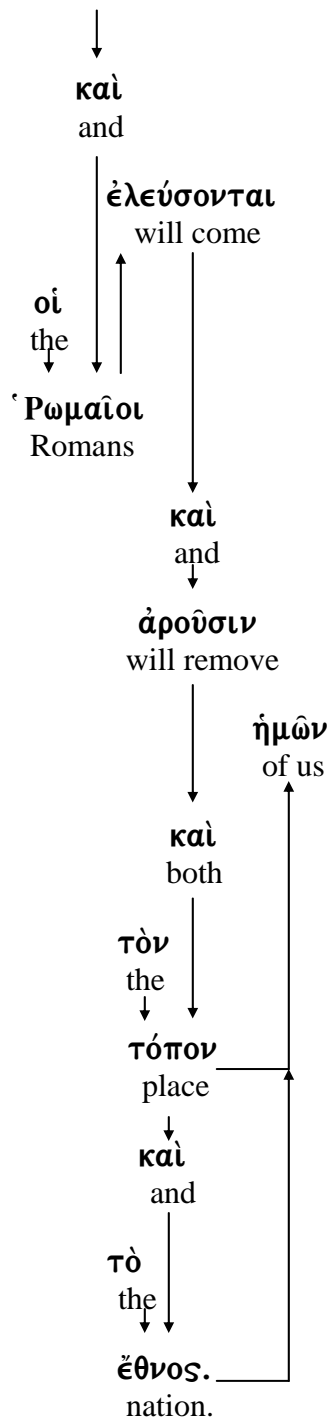 καὶ
and
ἐλεύσονται
will come
οἱ
the
Ῥωμαῖοι
Romans
καὶ
and
ἀροῦσιν
will remove
ἡμῶν
of us
καὶ
both
τὸν
the
τόπον
place
καὶ
and
τὸ
the
ἔθνος.
nation.